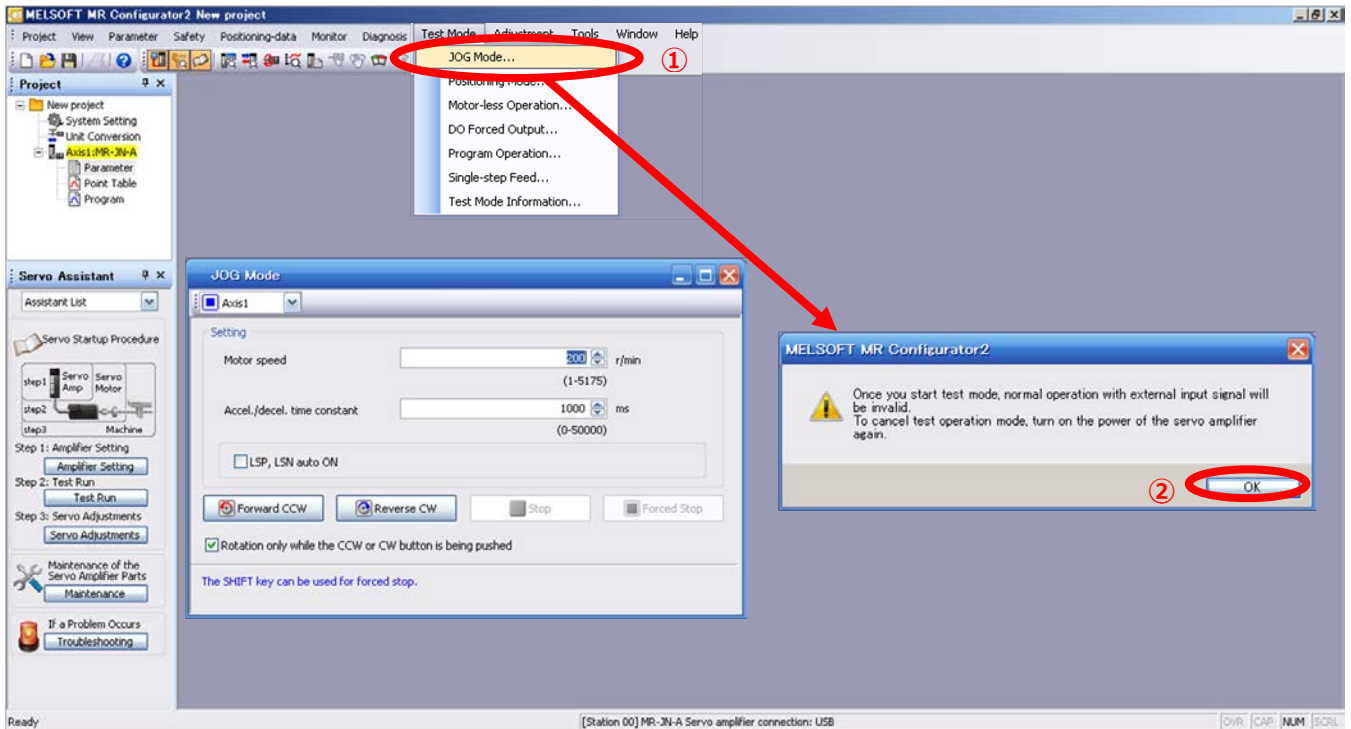 MELSOFT MR Configurator2 New project
Project View Parameter Safety Positioning-data Monitor Diagnosis Test Mode Adjustment Tools Window Help
JOG Mode...
①
Positioning Mode...
Motor-less Operation...
DO Forced Output...
Program Operation...
Single-step Feed...
Test Mode Information...
Project
New project
System Setting
Unit Conversion
Axis1:MR-JN-A
Parameter
Point Table
Program
Servo Assistant
Assistant List
Servo Startup Procedure
step1
Servo Amp
Servo Motor
step2
step3
Machine
Step 1: Amplifier Setting
Amplifier Setting
Step 2: Test Run
Test Run
Step 3: Servo Adjustments
Servo Adjustments
Maintenance of the
Servo Amplifier Parts
Maintenance
If a Problem Occurs
Troubleshooting
JOG Mode
Axis1
Setting
Motor speed 200 r/min
(1-5175)
Accel./decel. time constant 1000 ms
(0-50000)
LSP, LSN auto ON
Forward CCW Reverse CW Stop Forced Stop
Rotation only while the CCW or CW button is being pushed
The SHIFT key can be used for forced stop.
MELSOFT MR Configurator2
Once you start test mode, normal operation with external input signal will
be invalid.
To cancel test operation mode, turn on the power of the servo amplifier
again.
②
OK
Ready
[Station 00] MR-JN-A Servo amplifier connection: USB
OVR CAP NUM SCRL